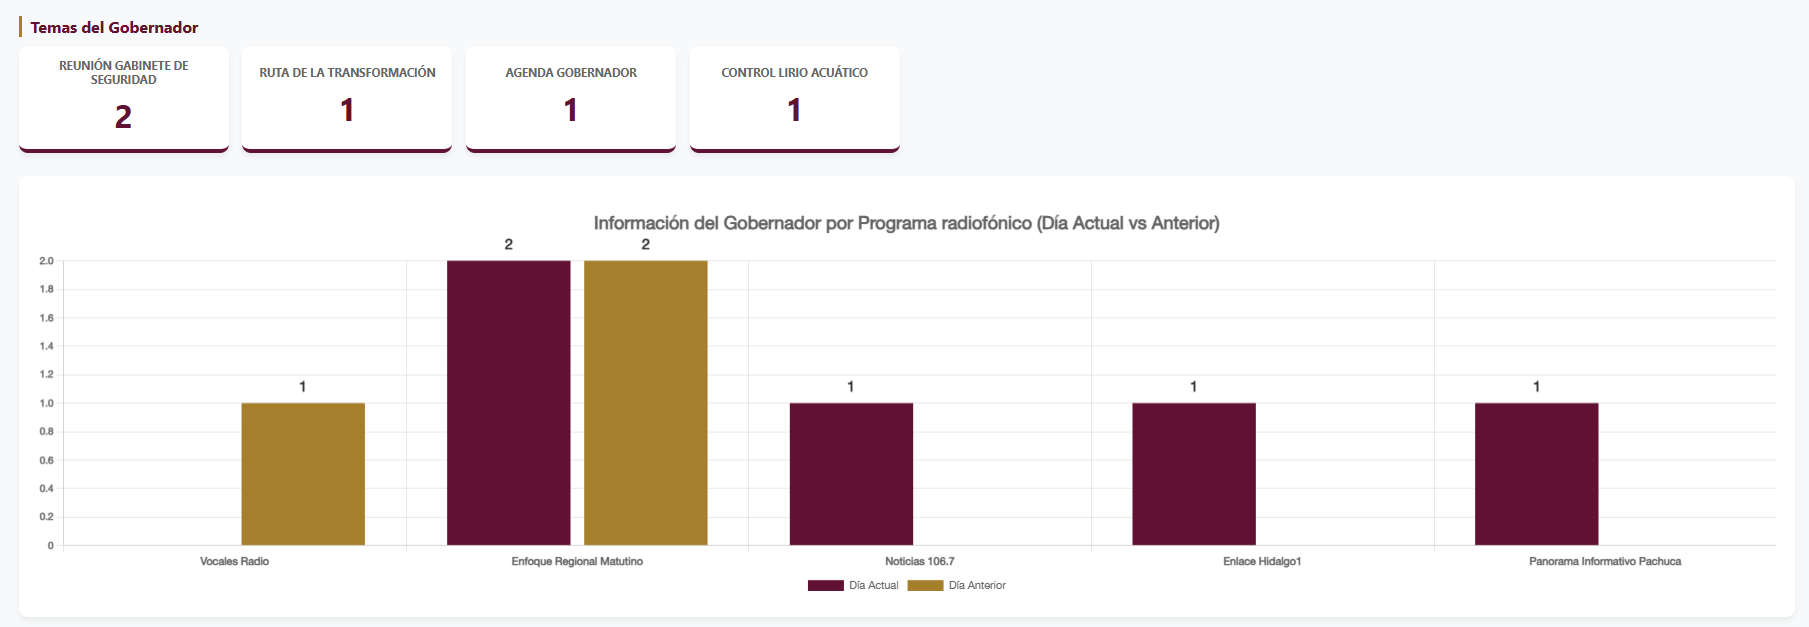 Temas del Gobernador
REUNIÓN GABINETE DE
SEGURIDAD
2
RUTA DE LA TRANSFORMACIÓN
1
AGENDA GOBERNADOR
1
CONTROL LIRIO ACUÁTICO
1
Información del Gobernador por Programa radiofónico (Día Actual vs Anterior)
2.0
1.8
1.6
1.4
1.2
1.0
0.8
0.6
0.4
0.2
0
1
2
2
1
1
1
Vocales Radio
Enfoque Regional Matutino
Noticias 106.7
Enlace Hidalgo1
Panorama Informativo Pachuca
Día Actual
Día Anterior